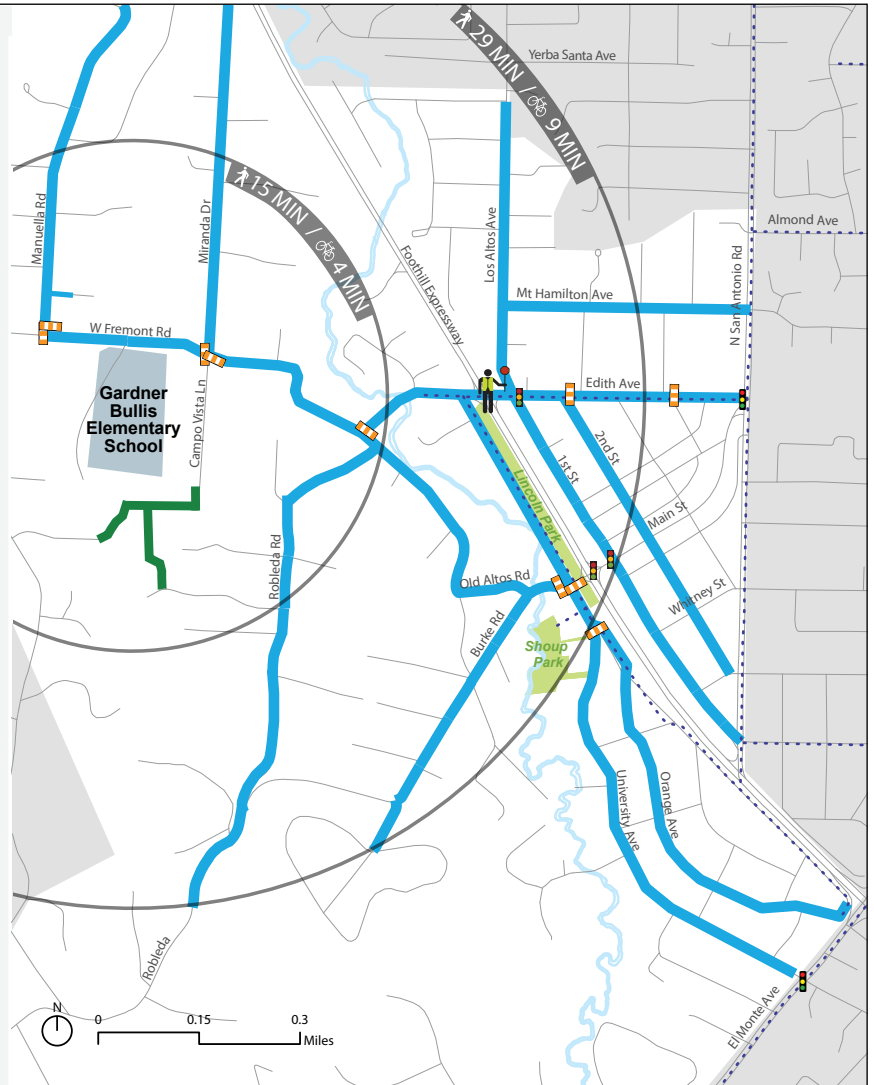 29 MIN / 9 MIN
Yerba Santa Ave
15 MIN / 4 MIN
Manuella Rd
Miranda Dr
Los Altos Ave
Almond Ave
Foothill Expressway
N San Antonio Rd
Mt Hamilton Ave
W Fremont Rd
Edith Ave
Gardner
Bullis
Elementary
School
Campo Vista Ln
2nd St
1st St
Lincoln Park
Main St
Robleda Rd
Old Altos Rd
Whitney St
Burke Rd
Shoup
Park
University Ave
Orange Ave
Robleda
El Monte Ave
N
0
0.15
0.3
Miles